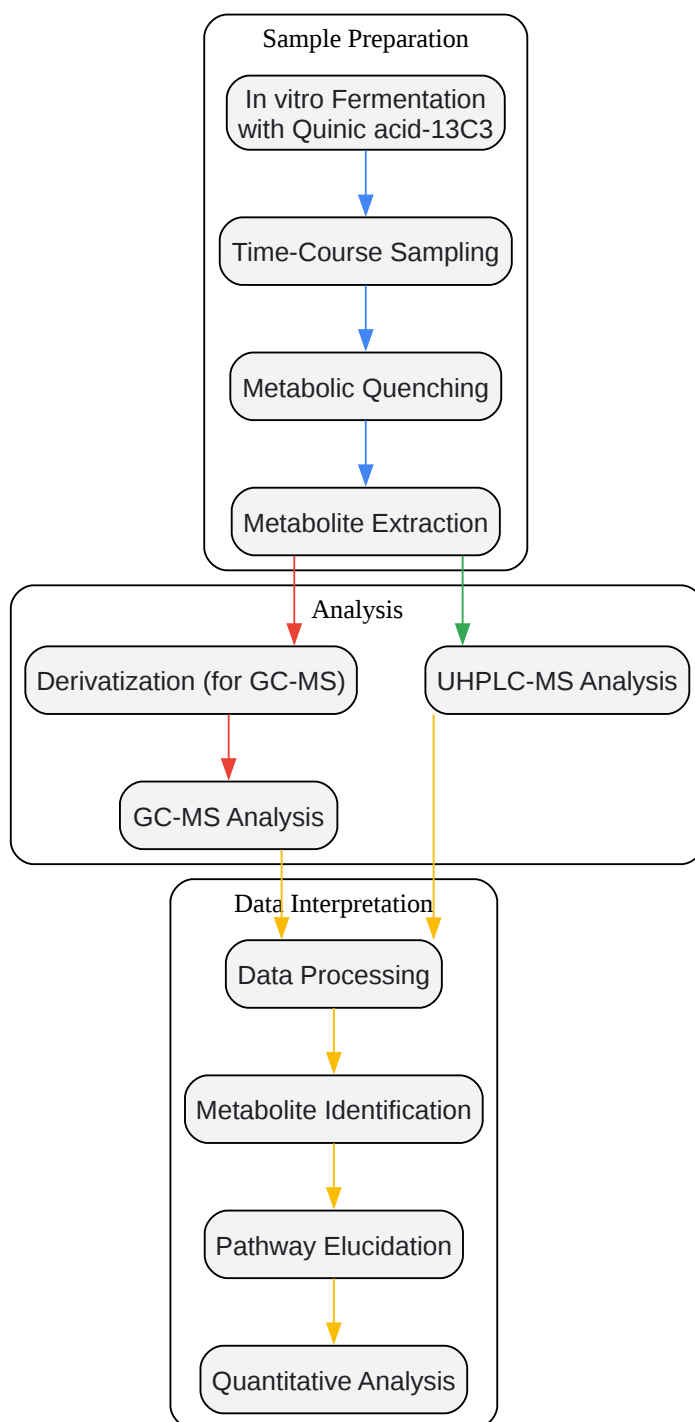 Sample Preparation
In vitro Fermentation
with Quinic acid-13C3
Time-Course Sampling
Metabolic Quenching
Metabolite Extraction
Analysis
Derivatization (for GC-MS)
UHPLC-MS Analysis
GC-MS Analysis
Data Interpretation
Data Processing
Metabolite Identification
Pathway Elucidation
Quantitative Analysis